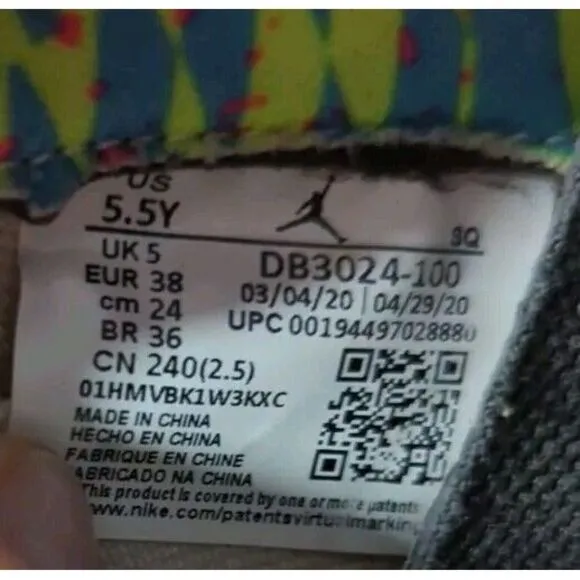 US
5.5Y
UK 5
EUR 38
cm 24
BR 36
CN 240(2.5)
SQ
DB3024-100
03/04/20 | 04/29/20
UPC 00194497028880
01HMVBK1W3KXC
MADE IN CHINA
HECHO EN CHINA
FABRIQUE EN CHINE
FABRICADO NA CHINA
This product is covered by one or more patents
www.nike.com/patentsvirtualmarking